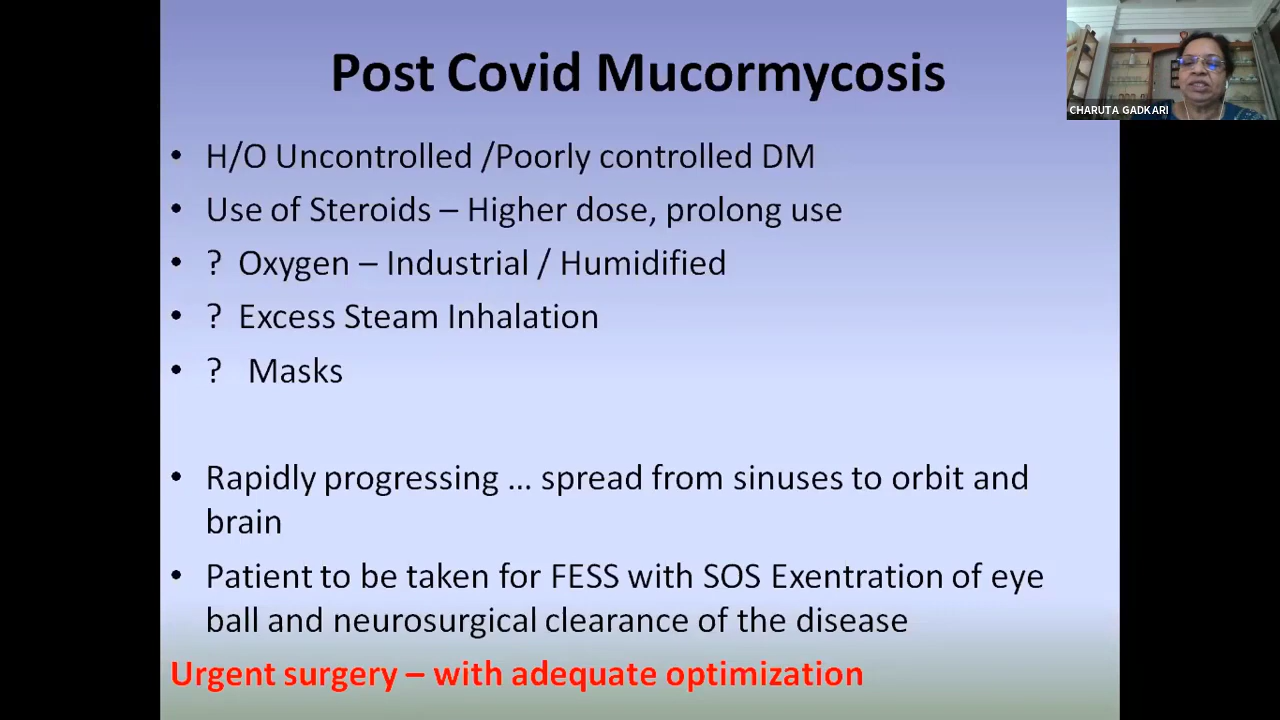 Post Covid Mucormycosis
CHARUTA GADKARI
• H/O Uncontrolled /Poorly controlled DM
• Use of Steroids – Higher dose, prolong use
• ? Oxygen – Industrial / Humidified
• ? Excess Steam Inhalation
• ? Masks
• Rapidly progressing ... spread from sinuses to orbit and
brain
• Patient to be taken for FESS with SOS Exentration of eye
ball and neurosurgical clearance of the disease
Urgent surgery – with adequate optimization